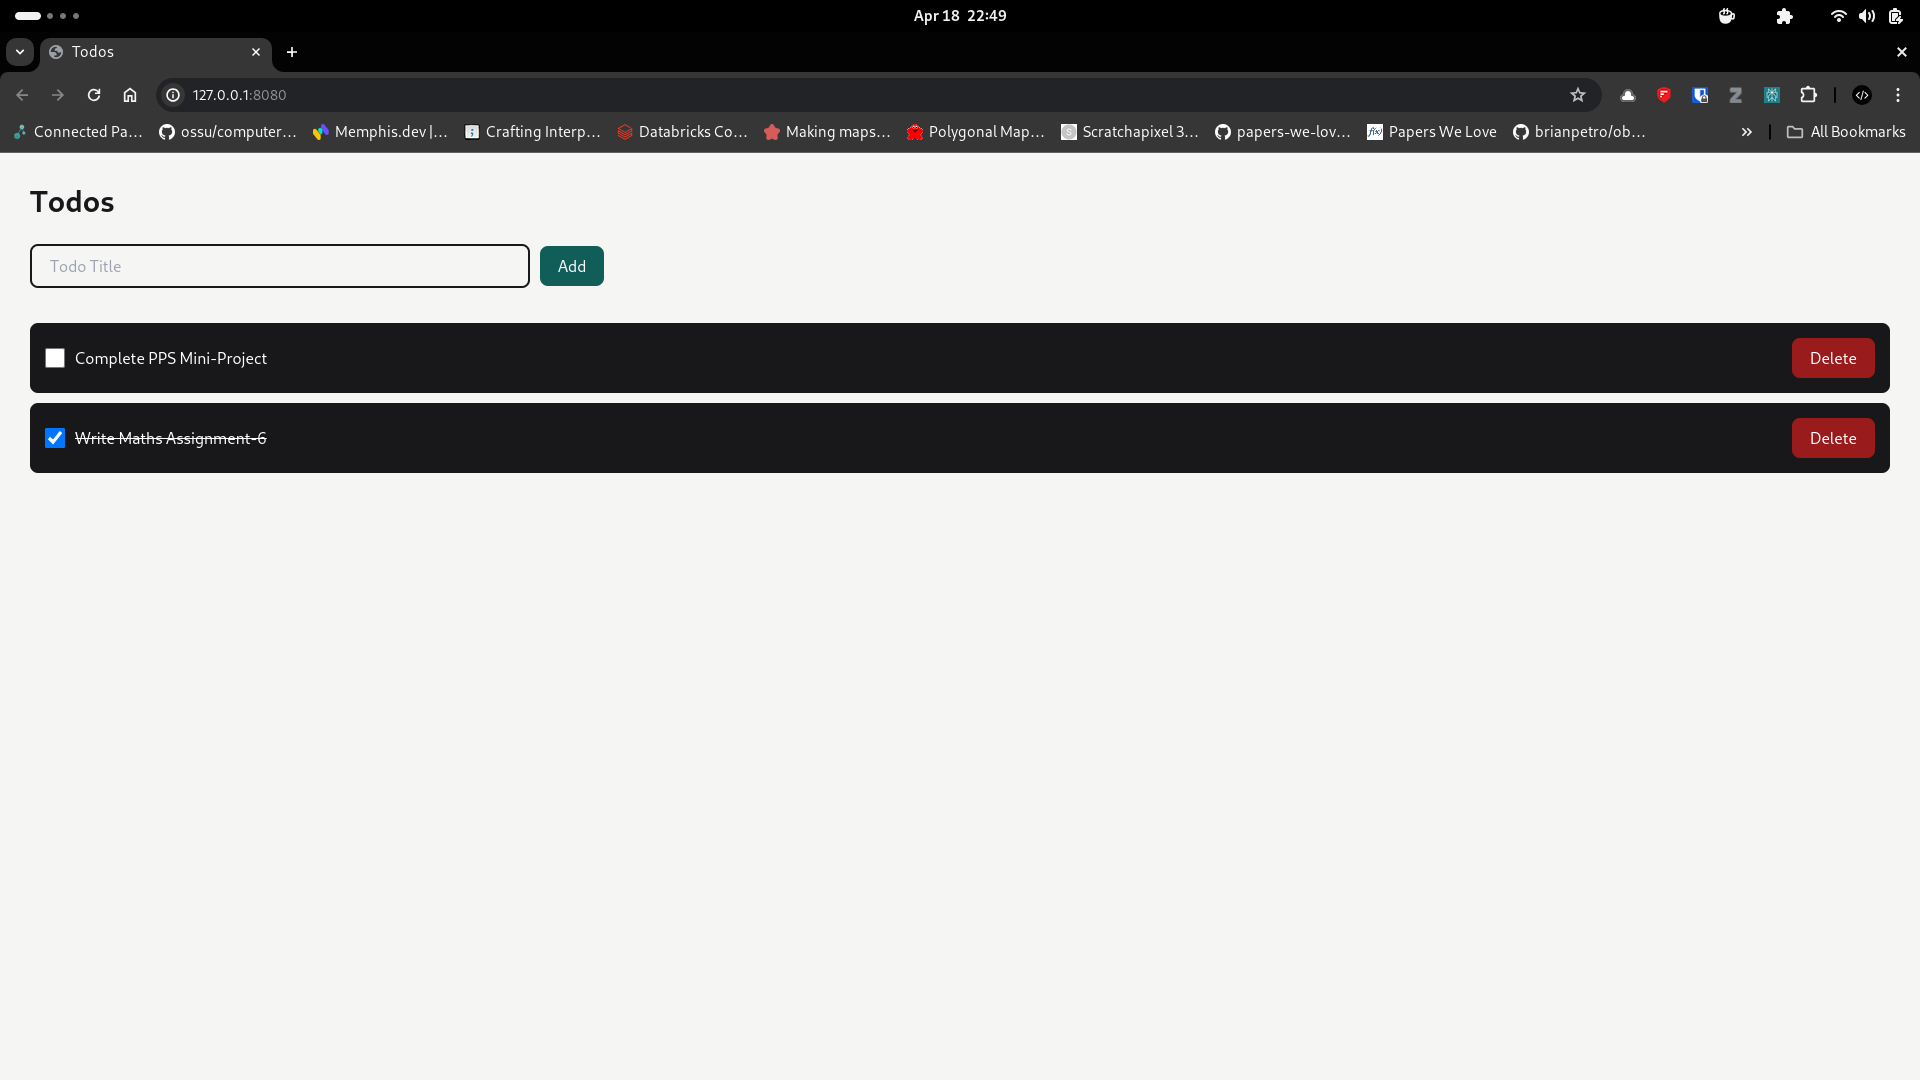 Apr 18 22:49
Todos
127.0.0.1:8080
Connected Pa... ossu/computer... Memphis.dev |... Crafting Interp... Databricks Co... Making maps... Polygonal Map... Scratchapixel 3... papers-we-lov... Papers We Love brianpetro/ob... » All Bookmarks
Todos
Todo Title Add
Complete PPS Mini-Project Delete
Write Maths Assignment-6 Delete